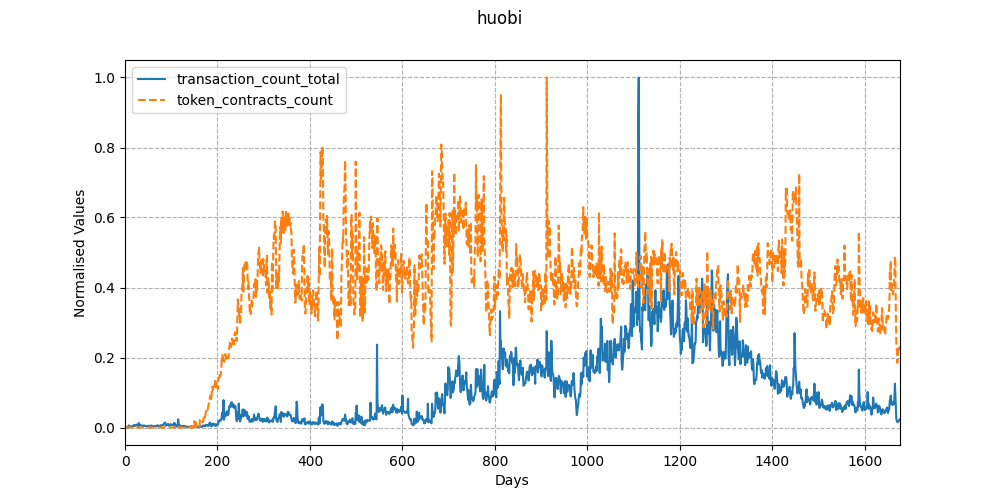 huobi
transaction_count_total
token_contracts_count
Normalised Values
1.0
0.8
0.6
0.4
0.2
0.0
0 200 400 600 800 1000 1200 1400 1600
Days